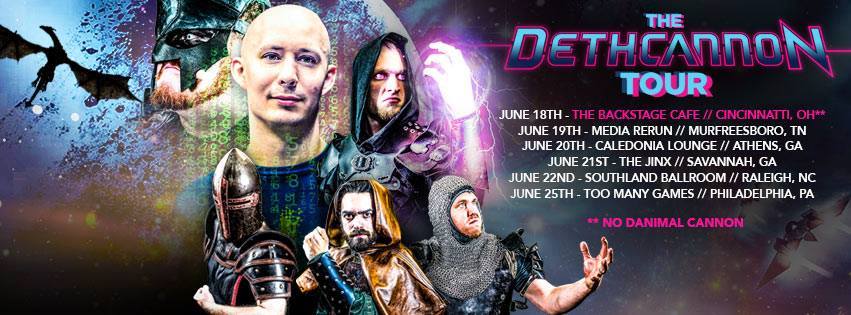 THE
DETHCANNON
TOUR
JUNE 18TH - THE BACKSTAGE CAFE // CINCINNATTI, OH**
JUNE 19TH - MEDIA RERUN // MURFREESBORO, TN
JUNE 20TH - CALEDONIA LOUNGE // ATHENS, GA
JUNE 21ST - THE JINX // SAVANNAH, GA
JUNE 22ND - SOUTHLAND BALLROOM // RALEIGH, NC
JUNE 25TH - TOO MANY GAMES // PHILADELPHIA, PA
** NO DANIMAL CANNON